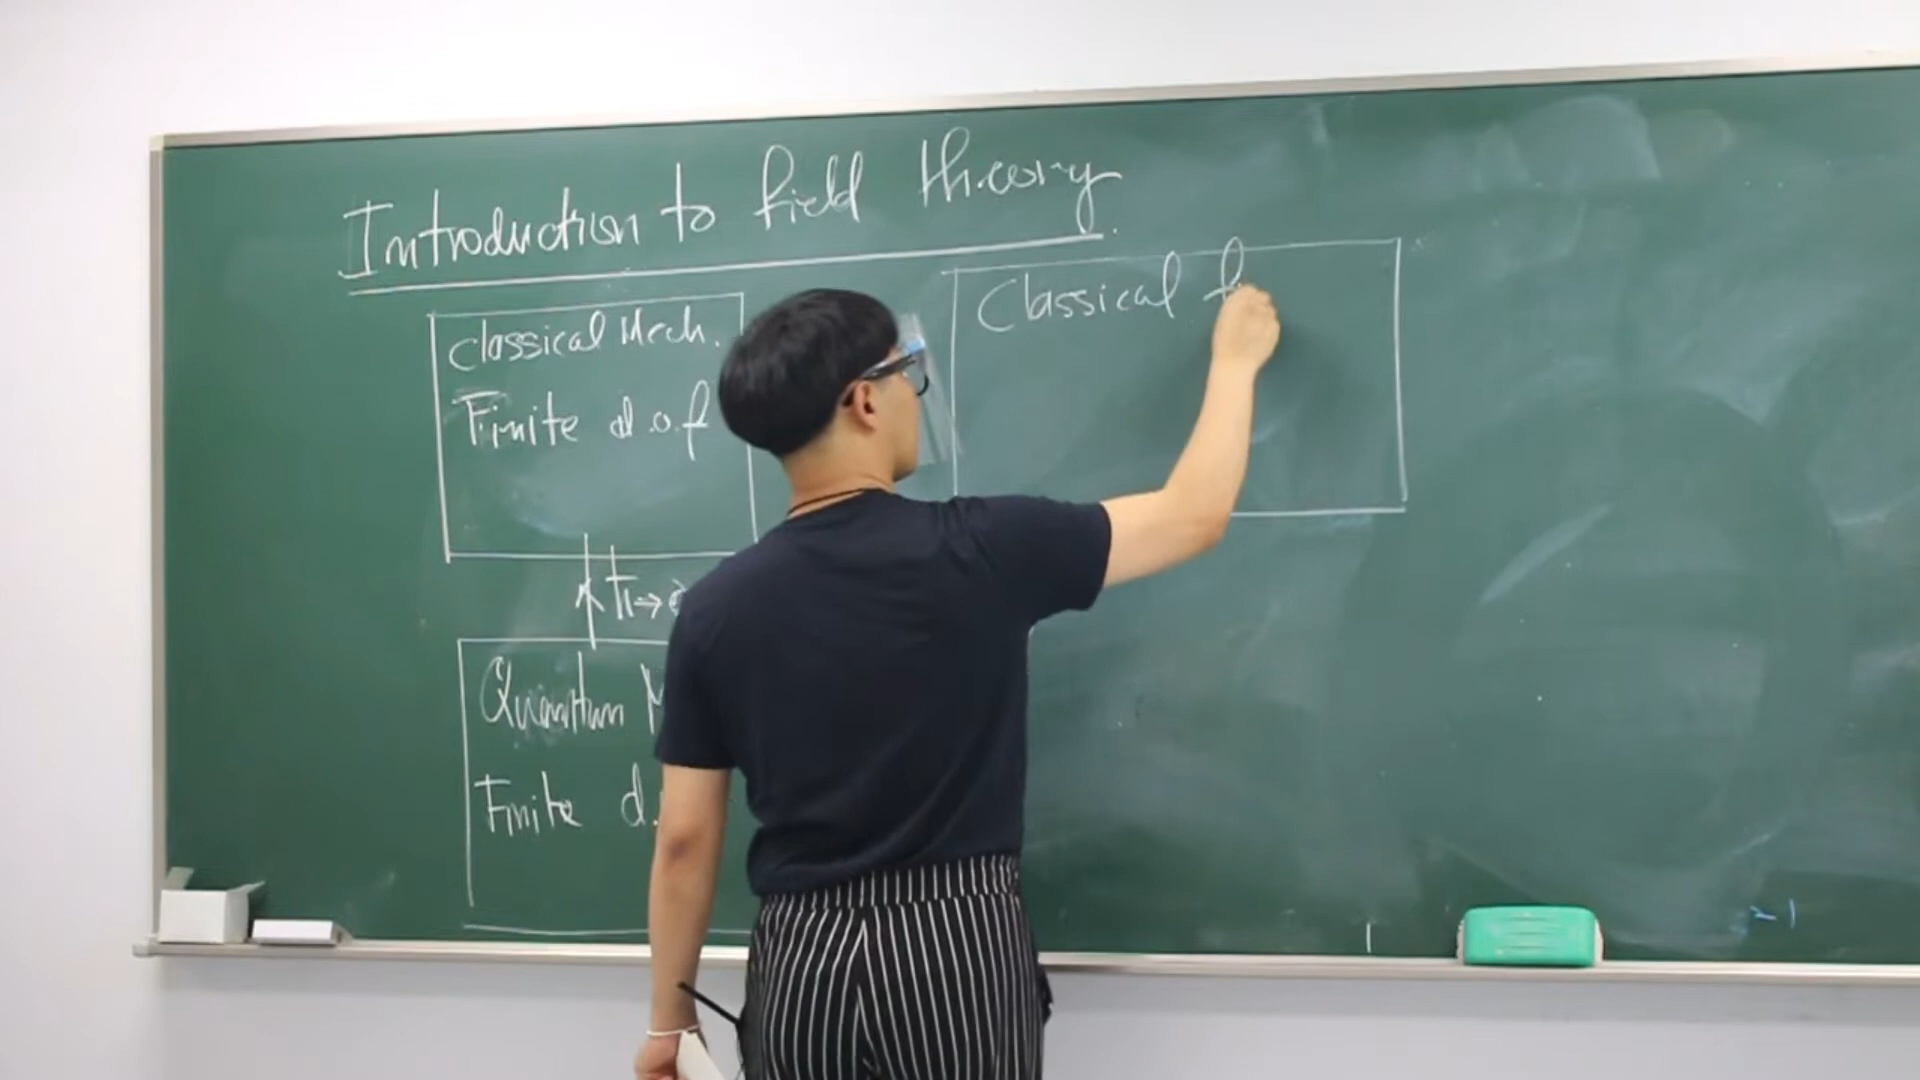 Introduction to field theory.
Classical Mech.
Finite d.o.f
ħ→
Quantum
Finite d.
Classical f